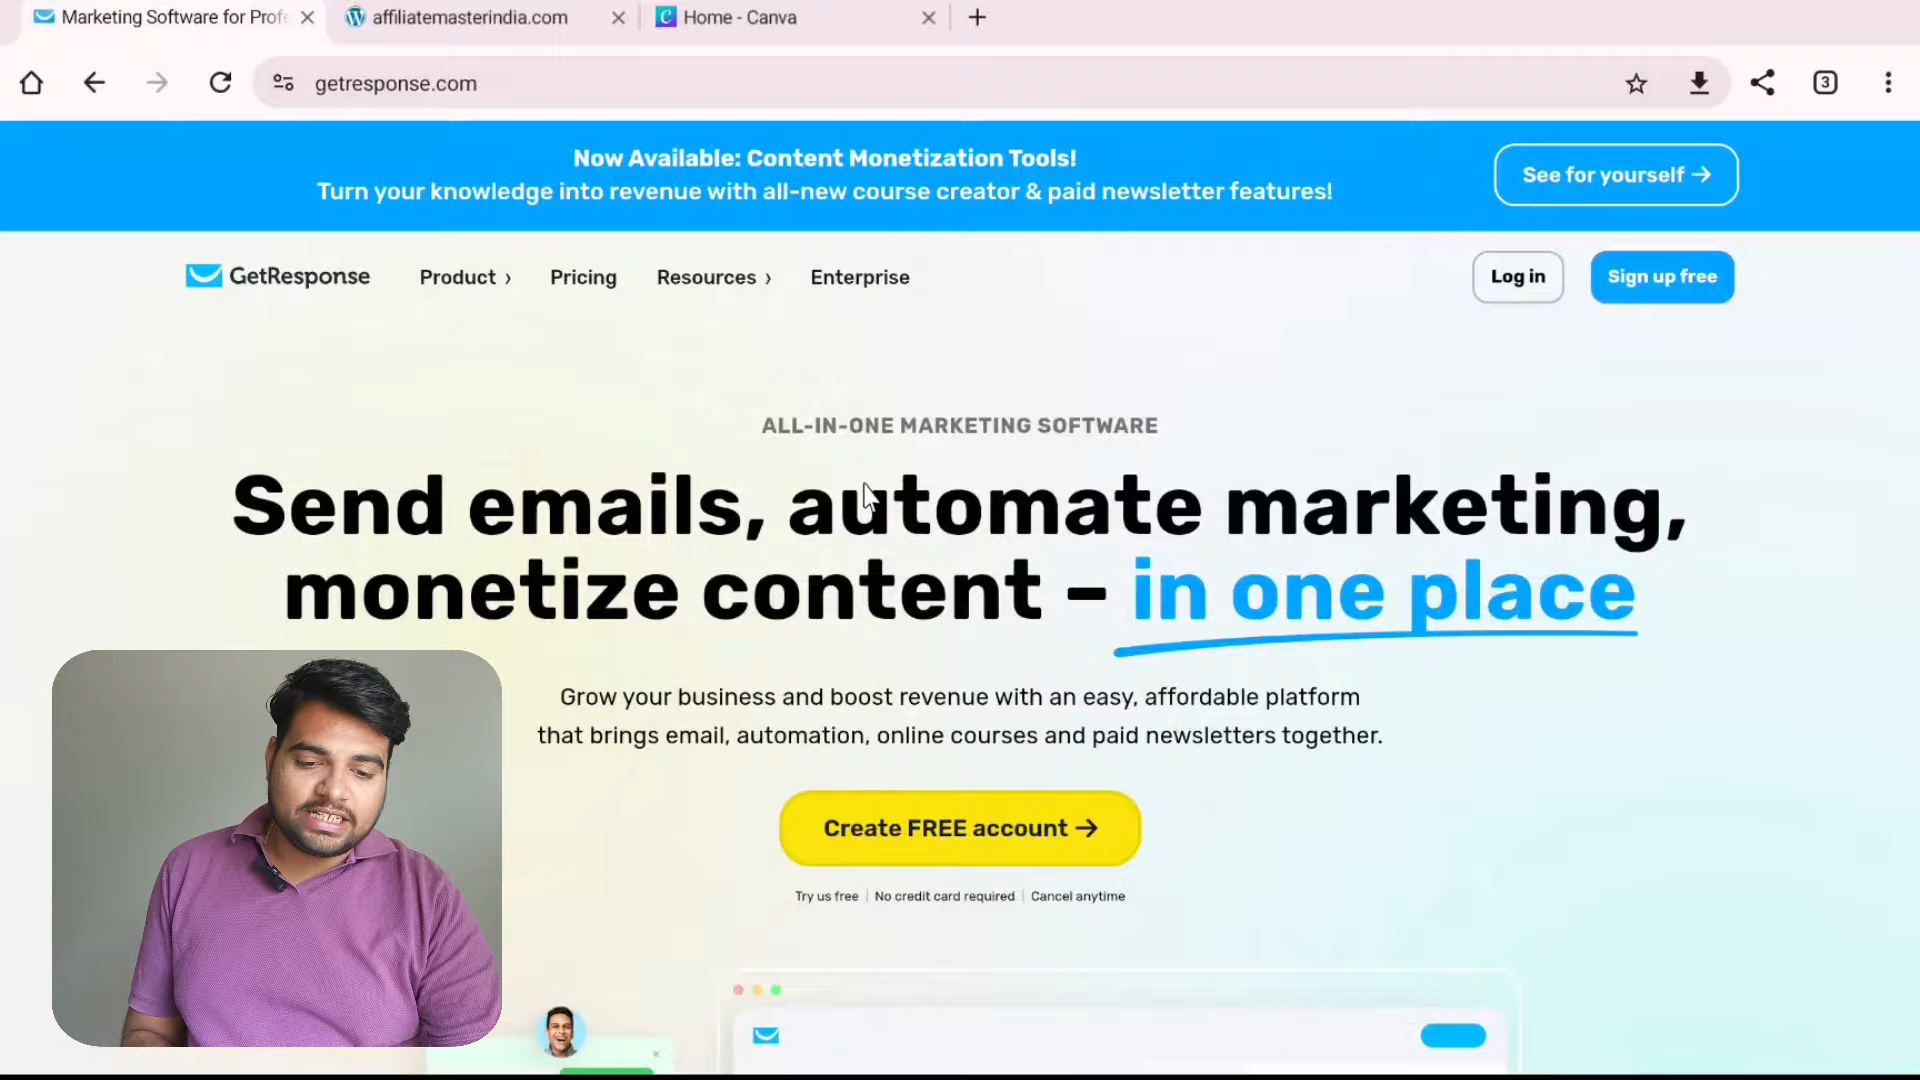 Marketing Software for Prof
affiliatemasterindia.com
Home - Canva
getresponse.com
3
Now Available: Content Monetization Tools!
Turn your knowledge into revenue with all-new course creator & paid newsletter features!
See for yourself →
GetResponse
Product ›
Pricing
Resources ›
Enterprise
Log in
Sign up free
ALL-IN-ONE MARKETING SOFTWARE
Send emails, automate marketing,
monetize content – in one place
Grow your business and boost revenue with an easy, affordable platform
that brings email, automation, online courses and paid newsletters together.
Create FREE account →
Try us free | No credit card required | Cancel anytime